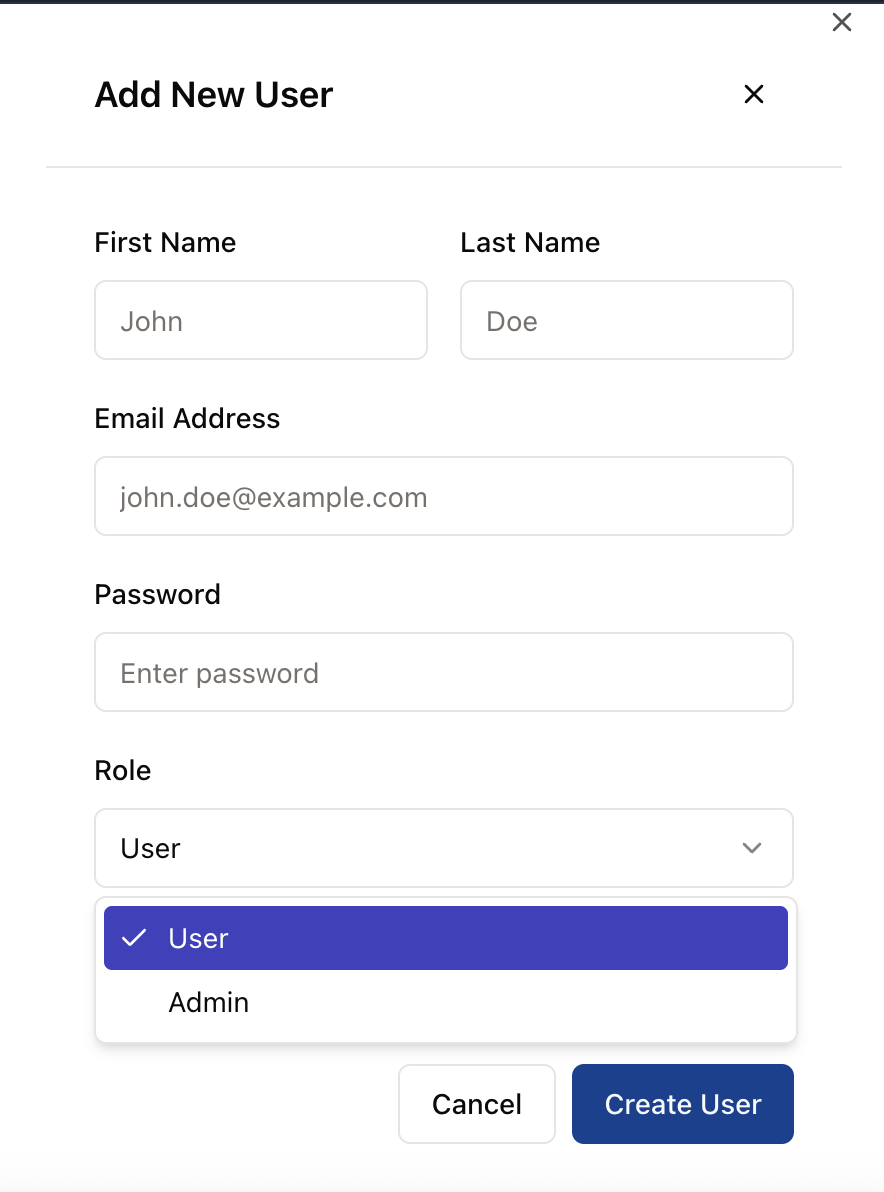 Add New User
First Name
Last Name
John
Doe
Email Address
john.doe@example.com
Password
Enter password
Role
User
User
Admin
Cancel
Create User